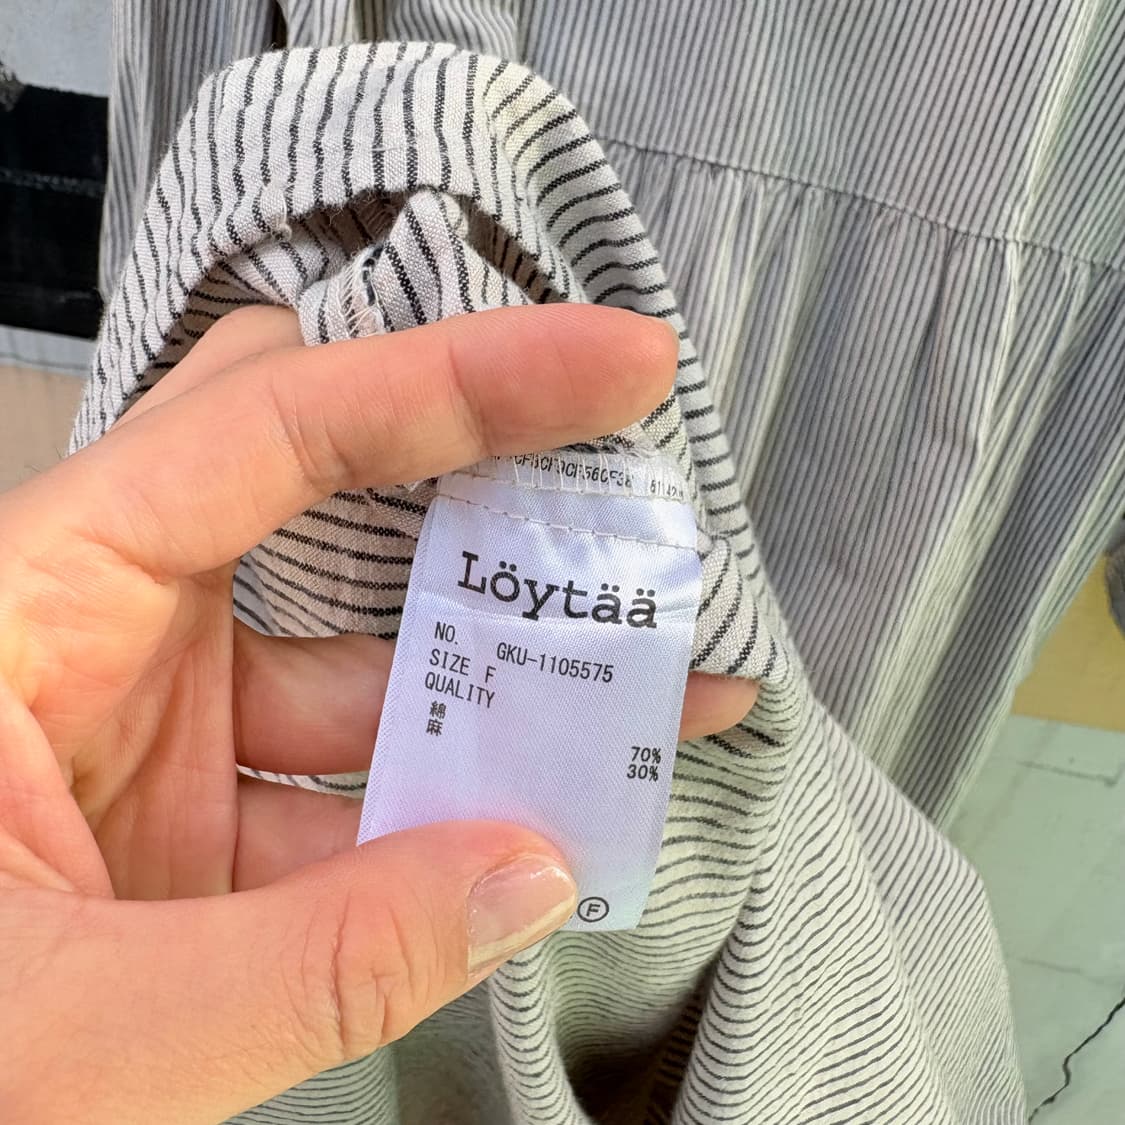 Löytää
NO. GKU-1105575
SIZE F
QUALITY
綿 70%
麻 30%
F